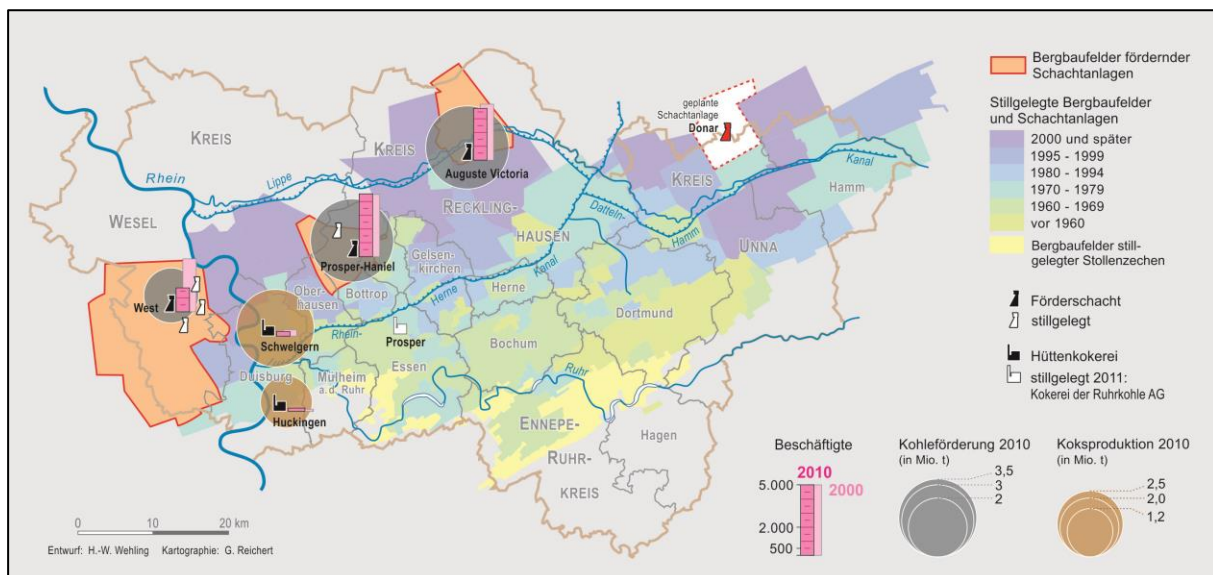 KREIS
WESEL
Rhein
Lippe
KREIS
RECKLING-
HAUSEN
Auguste Victoria
geplante
Schachtanlage
Donar
KREIS
UNNA
Kanal
Hamm
Datteln-
Hamm
Prosper-Haniel
Gelsen-
kirchen
West
Ober-
hausen
Bottrop
Herne
Kanal
Herne
Rhein-
Schwelgern
Prosper
Dortmund
Bochum
Essen
Duisburg
Mülheim
a.d. Ruhr
Ruhr
Huckingen
ENNEPE-
RUHR-
KREIS
Hagen
0 10 20 km
Entwurf: H.-W. Wehling Kartographie: G. Reichert
Bergbaufelder fördernder
Schachtanlagen
Stillgelegte Bergbaufelder
und Schachtanlagen
2000 und später
1995 - 1999
1980 - 1994
1970 - 1979
1960 - 1969
vor 1960
Bergbaufelder still-
gelegter Stollenzechen
Förderschacht
stillgelegt
Hüttenkokerei
stillgelegt 2011:
Kokerei der Ruhrkohle AG
Beschäftigte
2010
2000
5.000
2.000
500
Kohleförderung 2010
(in Mio. t)
3,5
3
2
Koksproduktion 2010
(in Mio. t)
2,5
2,0
1,2